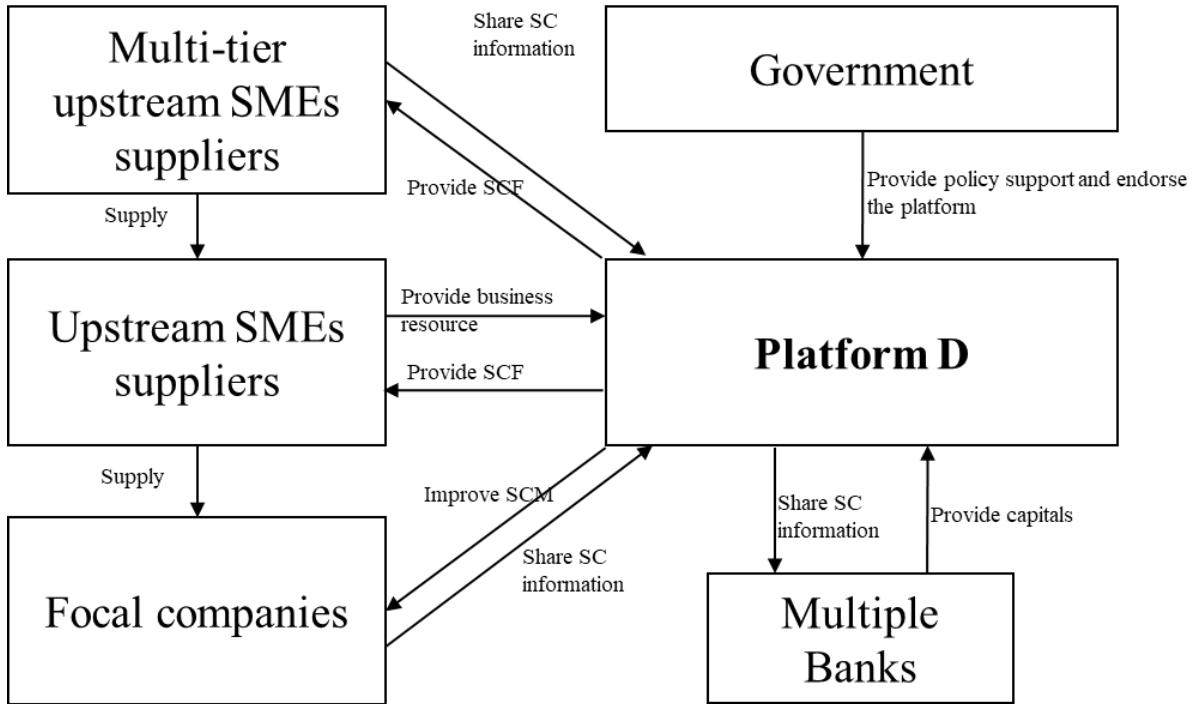 Multi-tier
upstream SMEs
suppliers
Share SC
information
Government
Provide SCF
Provide policy support and endorse
the platform
Supply
Upstream SMEs
suppliers
Provide business
resource
Provide SCF
Platform D
Supply
Improve SCM
Share SC
information
Share SC
information
Provide capitals
Focal companies
Multiple
Banks